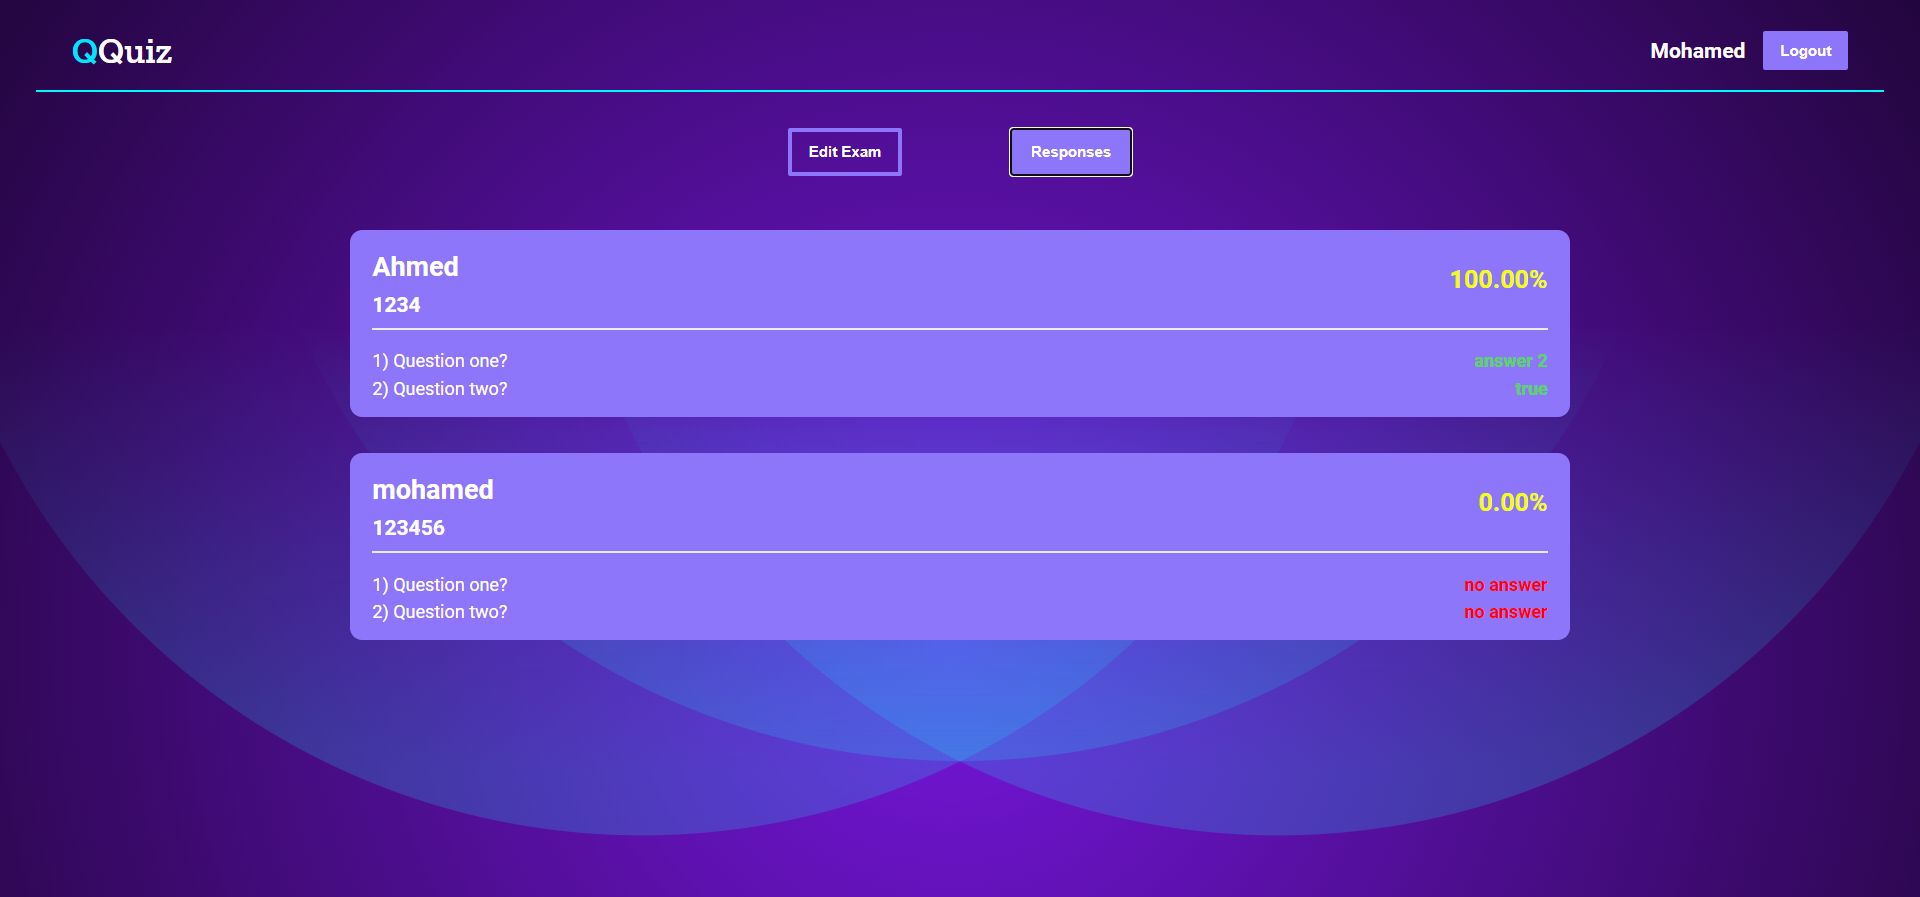 QQuiz
Mohamed
Logout
Edit Exam
Responses
Ahmed
1234
100.00%
1) Question one?
answer 2
2) Question two?
true
mohamed
123456
0.00%
1) Question one?
no answer
2) Question two?
no answer